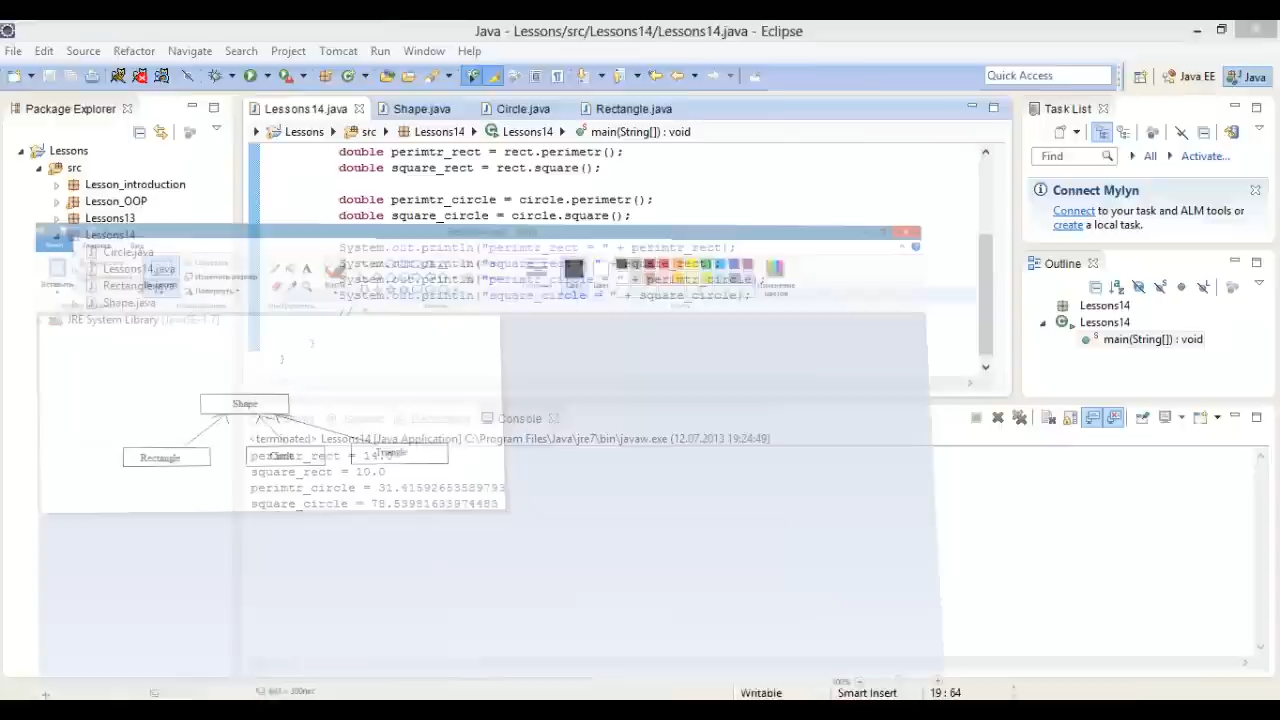 Java - Lessons/src/Lessons14/Lessons14.java - Eclipse
File Edit Source Refactor Navigate Search Project Tomcat Run Window Help
Quick Access
Java EE
Java
Package Explorer
Lessons
src
Lesson_introduction
Lesson_OOP
Lessons13
Lessons14
Circle.java
Lessons14.java
Shape.java
JRE System Library
Lessons14.java Shape.java Circle.java Rectangle.java
Lessons src Lessons14 Lessons14 main(String[]) : void
double perimtr_rect = rect.perimetr();
double square_rect = rect.square();
double perimtr_circle = circle.perimetr();
double square_circle = circle.square();
System.out.println("perimtr_rect = " + perimtr_rect);
System.out.println("square_circle = " + square_circle);
//
}
}
Shape
Rectangle
Circle
Triangle
Console
<terminated> Lessons14 [Java Application] C:\Program Files\Java\jre7\bin\javaw.exe (12.07.2013 19:24:49)
perimtr_rect = 14.0
square_rect = 10.0
perimtr_circle = 31.41592653589793
square_circle = 78.53981633974483
Task List
Find
All
Activate...
Connect Mylyn
Connect to your task and ALM tools or
create a local task.
Outline
Lessons14
Lessons14
main(String[]) : void
100%
Writable
Smart Insert
19 : 64